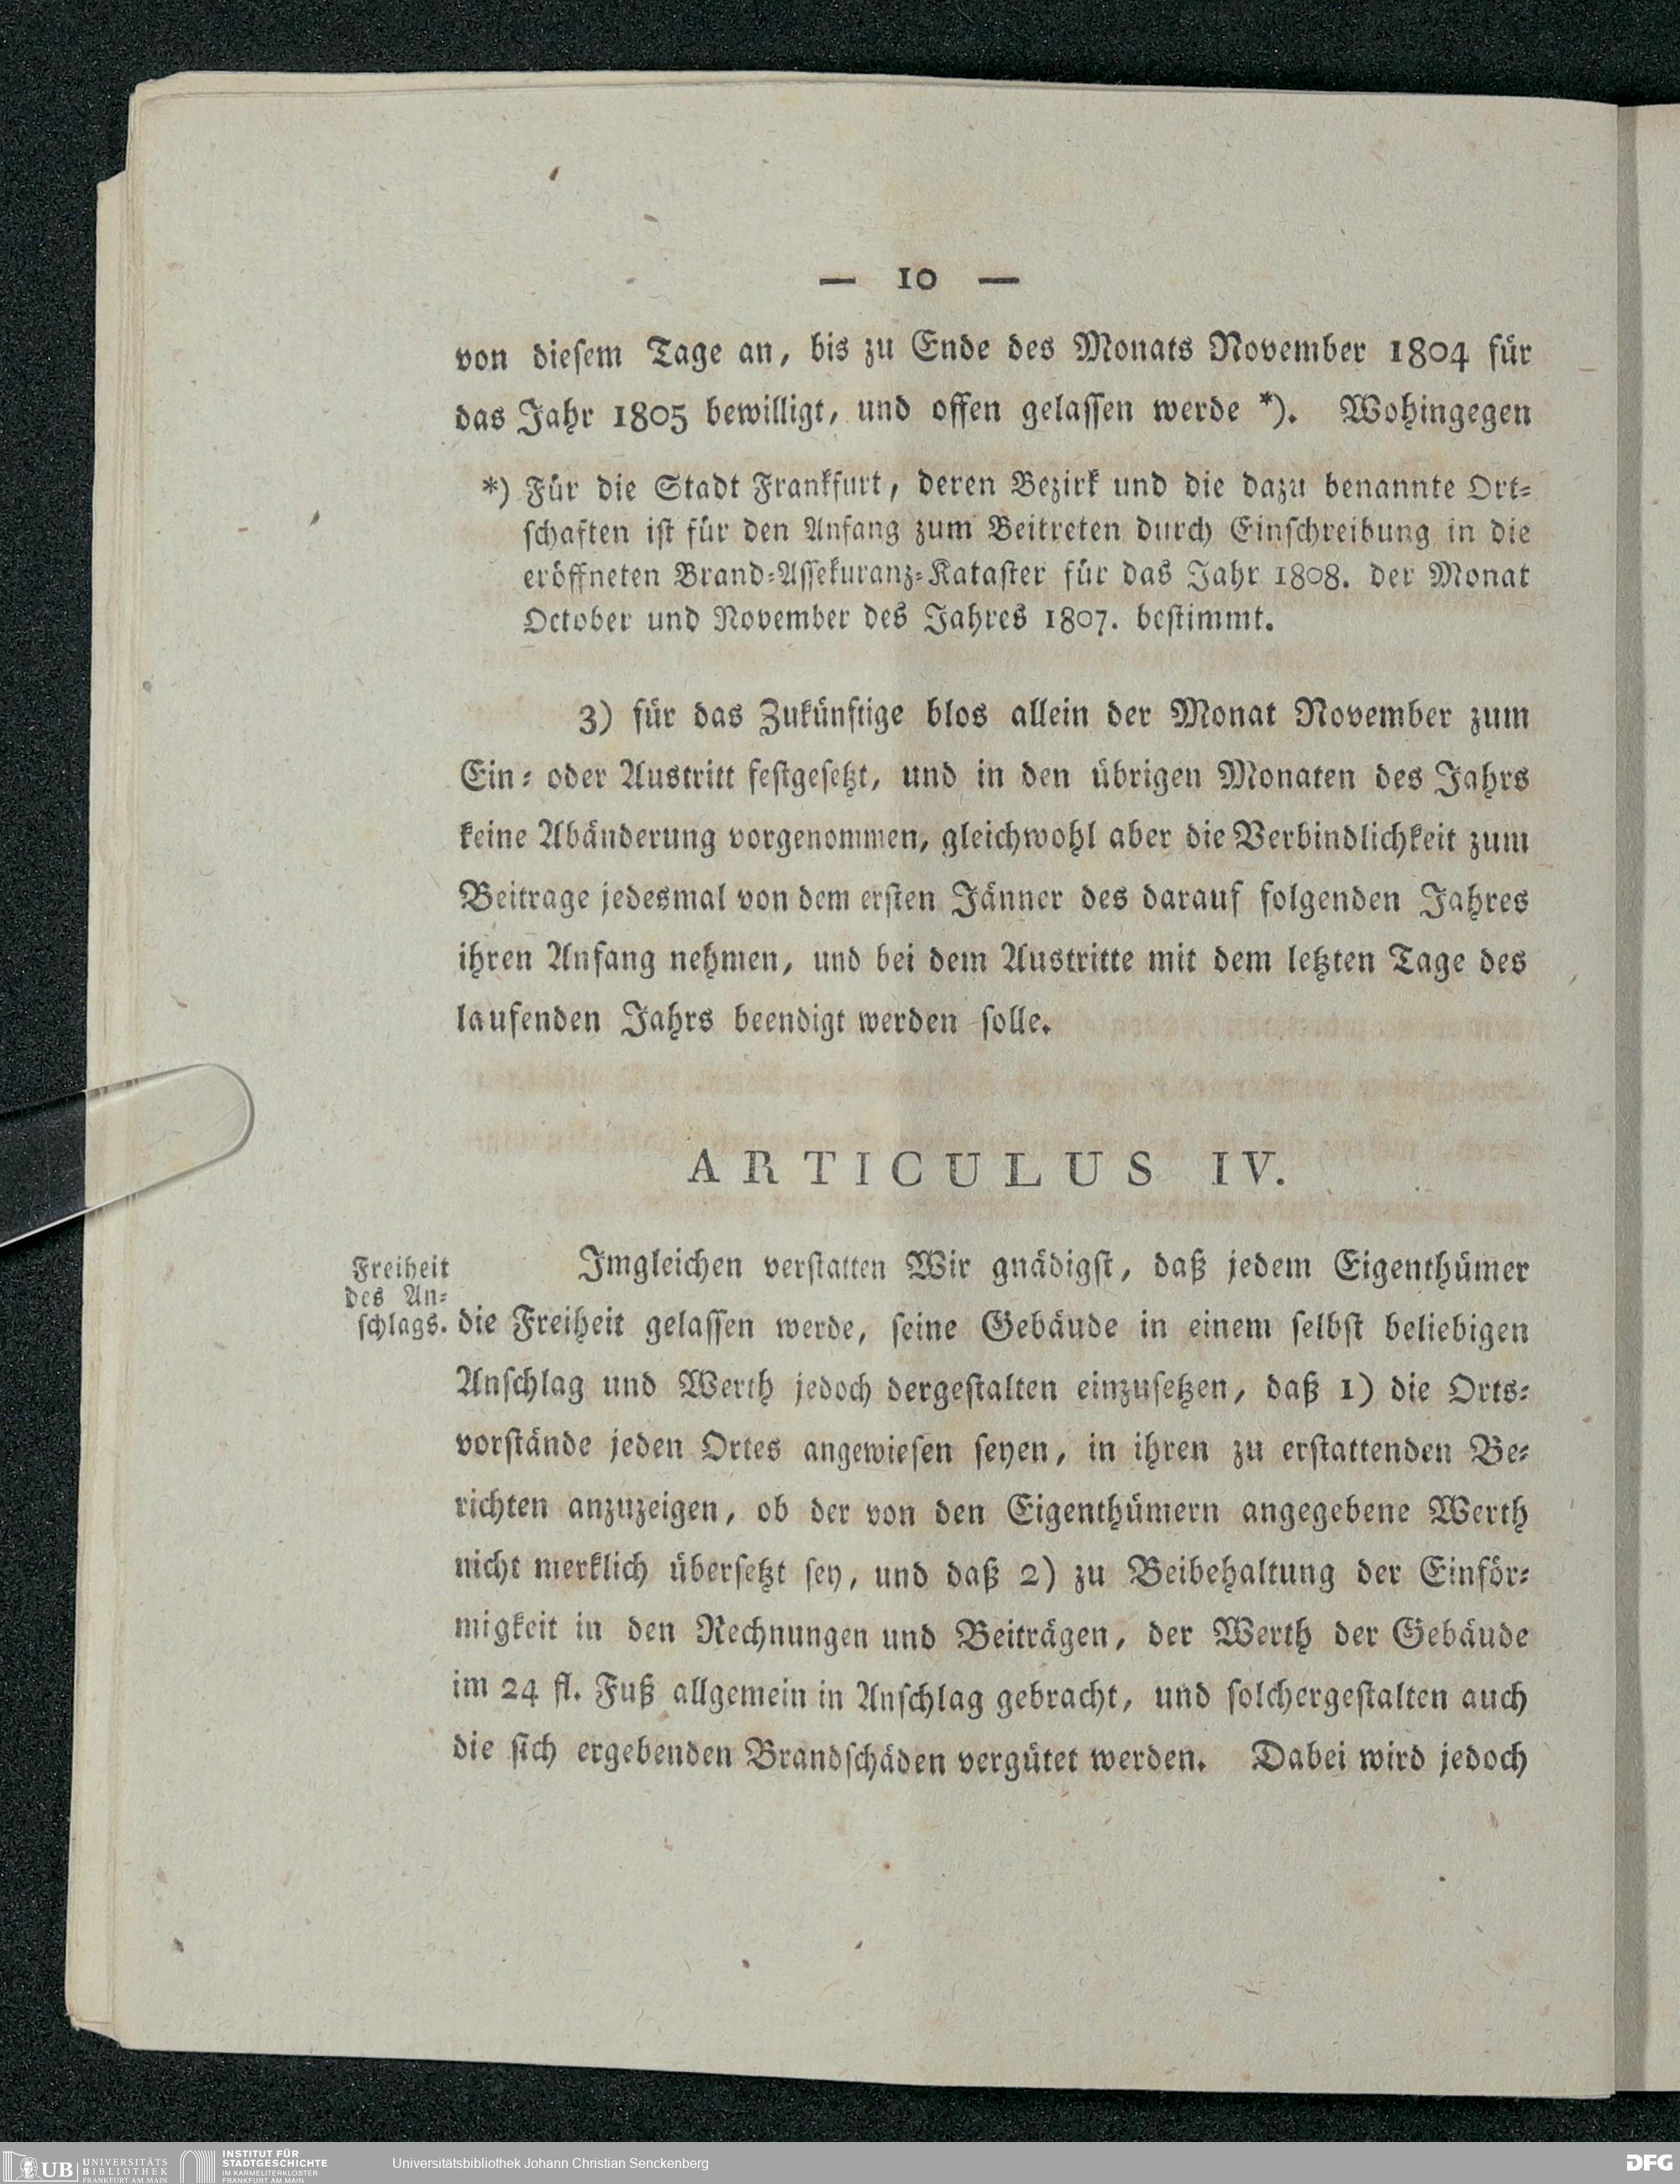 — 10 —
von dieſem Tage an, bis zu Ende des Monats November 1804 für
das Jahr 1805 bewilligt, und offen gelaſſen werde *). Wohingegen
*) Für die Stadt Frankfurt, deren Bezirk und die dazu benannte Ort⸗
ſchaften iſt für den Anfang zum Beitreten durch Einſchreibung in die
eröffneten Brand⸗Aſſekuranz⸗Kataſter für das Jahr 1808. der Monat
October und November des Jahres 1807. beſtimmt.
3) für das Zukünftige blos allein der Monat November zum
Ein⸗ oder Austritt feſtgeſetzt, und in den übrigen Monaten des Jahrs
keine Abänderung vorgenommen, gleichwohl aber die Verbindlichkeit zum
Beitrage jedesmal von dem erſten Jänner des darauf folgenden Jahres
ihren Anfang nehmen, und bei dem Austritte mit dem letzten Tage des
laufenden Jahrs beendigt werden ſolle.
ARTICULUS IV.
Freiheit
des An⸗
ſchlags.
Imgleichen verſtatten Wir gnädigſt, daß jedem Eigenthümer
die Freiheit gelaſſen werde, ſeine Gebäude in einem ſelbſt beliebigen
Anſchlag und Werth jedoch dergeſtalten einzuſetzen, daß 1) die Orts⸗
vorſtände jeden Ortes angewieſen ſeyen, in ihren zu erſtattenden Be⸗
richten anzuzeigen, ob der von den Eigenthümern angegebene Werth
nicht merklich überſetzt ſey, und daß 2) zu Beibehaltung der Einför⸗
migkeit in den Rechnungen und Beiträgen, der Werth der Gebäude
im 24 fl. Fuß allgemein in Anſchlag gebracht, und ſolchergeſtalten auch
die ſich ergebenden Brandſchäden vergütet werden. Dabei wird jedoch
UB UNIVERSITÄTS
BIBLIOTHEK
FRANKFURT AM MAIN
INSTITUT FÜR
STADTGESCHICHTE
IM KARMELITERKLOSTER
FRANKFURT AM MAIN
Universitätsbibliothek Johann Christian Senckenberg
DFG